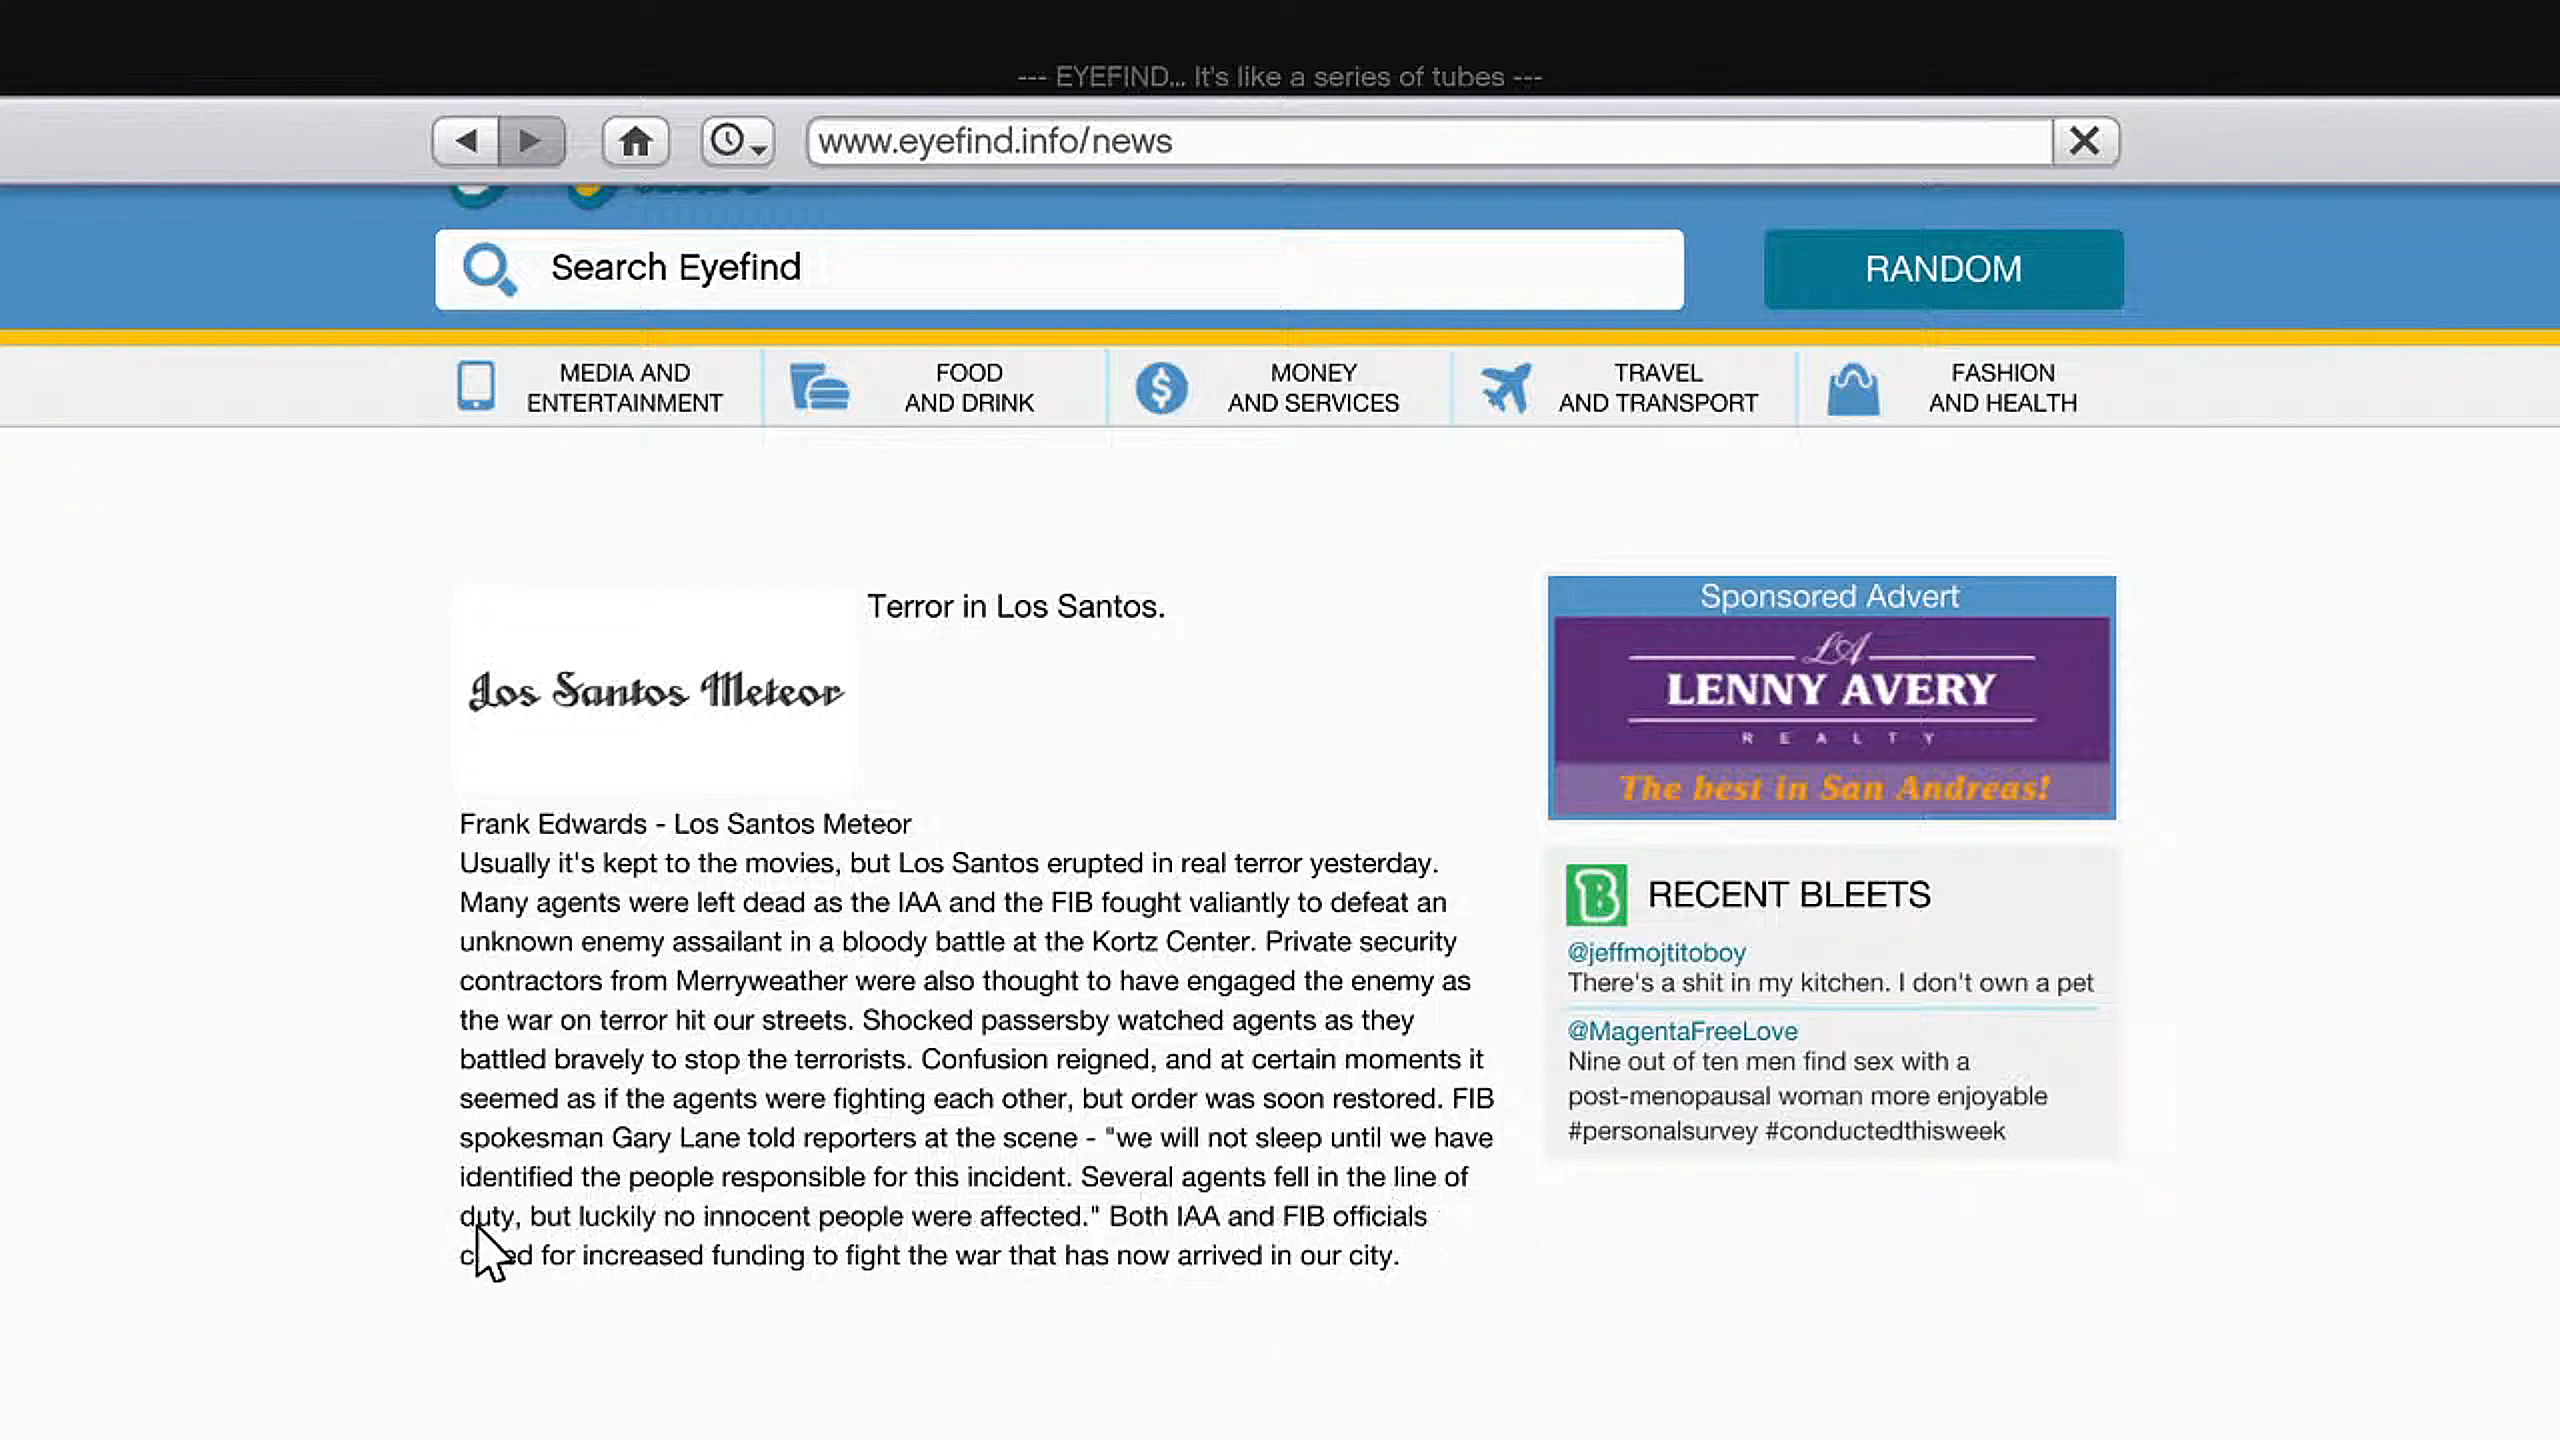 --- EYEFIND... It's like a series of tubes ---
www.eyefind.info/news
Search Eyefind
RANDOM
MEDIA AND
ENTERTAINMENT
FOOD
AND DRINK
MONEY
AND SERVICES
TRAVEL
AND TRANSPORT
FASHION
AND HEALTH
Los Santos Meteor
Terror in Los Santos.
Frank Edwards - Los Santos Meteor
Usually it's kept to the movies, but Los Santos erupted in real terror yesterday.
Many agents were left dead as the IAA and the FIB fought valiantly to defeat an
unknown enemy assailant in a bloody battle at the Kortz Center. Private security
contractors from Merryweather were also thought to have engaged the enemy as
the war on terror hit our streets. Shocked passersby watched agents as they
battled bravely to stop the terrorists. Confusion reigned, and at certain moments it
seemed as if the agents were fighting each other, but order was soon restored. FIB
spokesman Gary Lane told reporters at the scene - "we will not sleep until we have
identified the people responsible for this incident. Several agents fell in the line of
duty, but luckily no innocent people were affected." Both IAA and FIB officials
for increased funding to fight the war that has now arrived in our city.
Sponsored Advert
LA
LENNY AVERY
REALTY
The best in San Andreas!
B
RECENT BLEETS
@jeffmojtitoboy
There's a shit in my kitchen. I don't own a pet
@MagentaFreeLove
Nine out of ten men find sex with a
post-menopausal woman more enjoyable
#personalsurvey #conductedthisweek